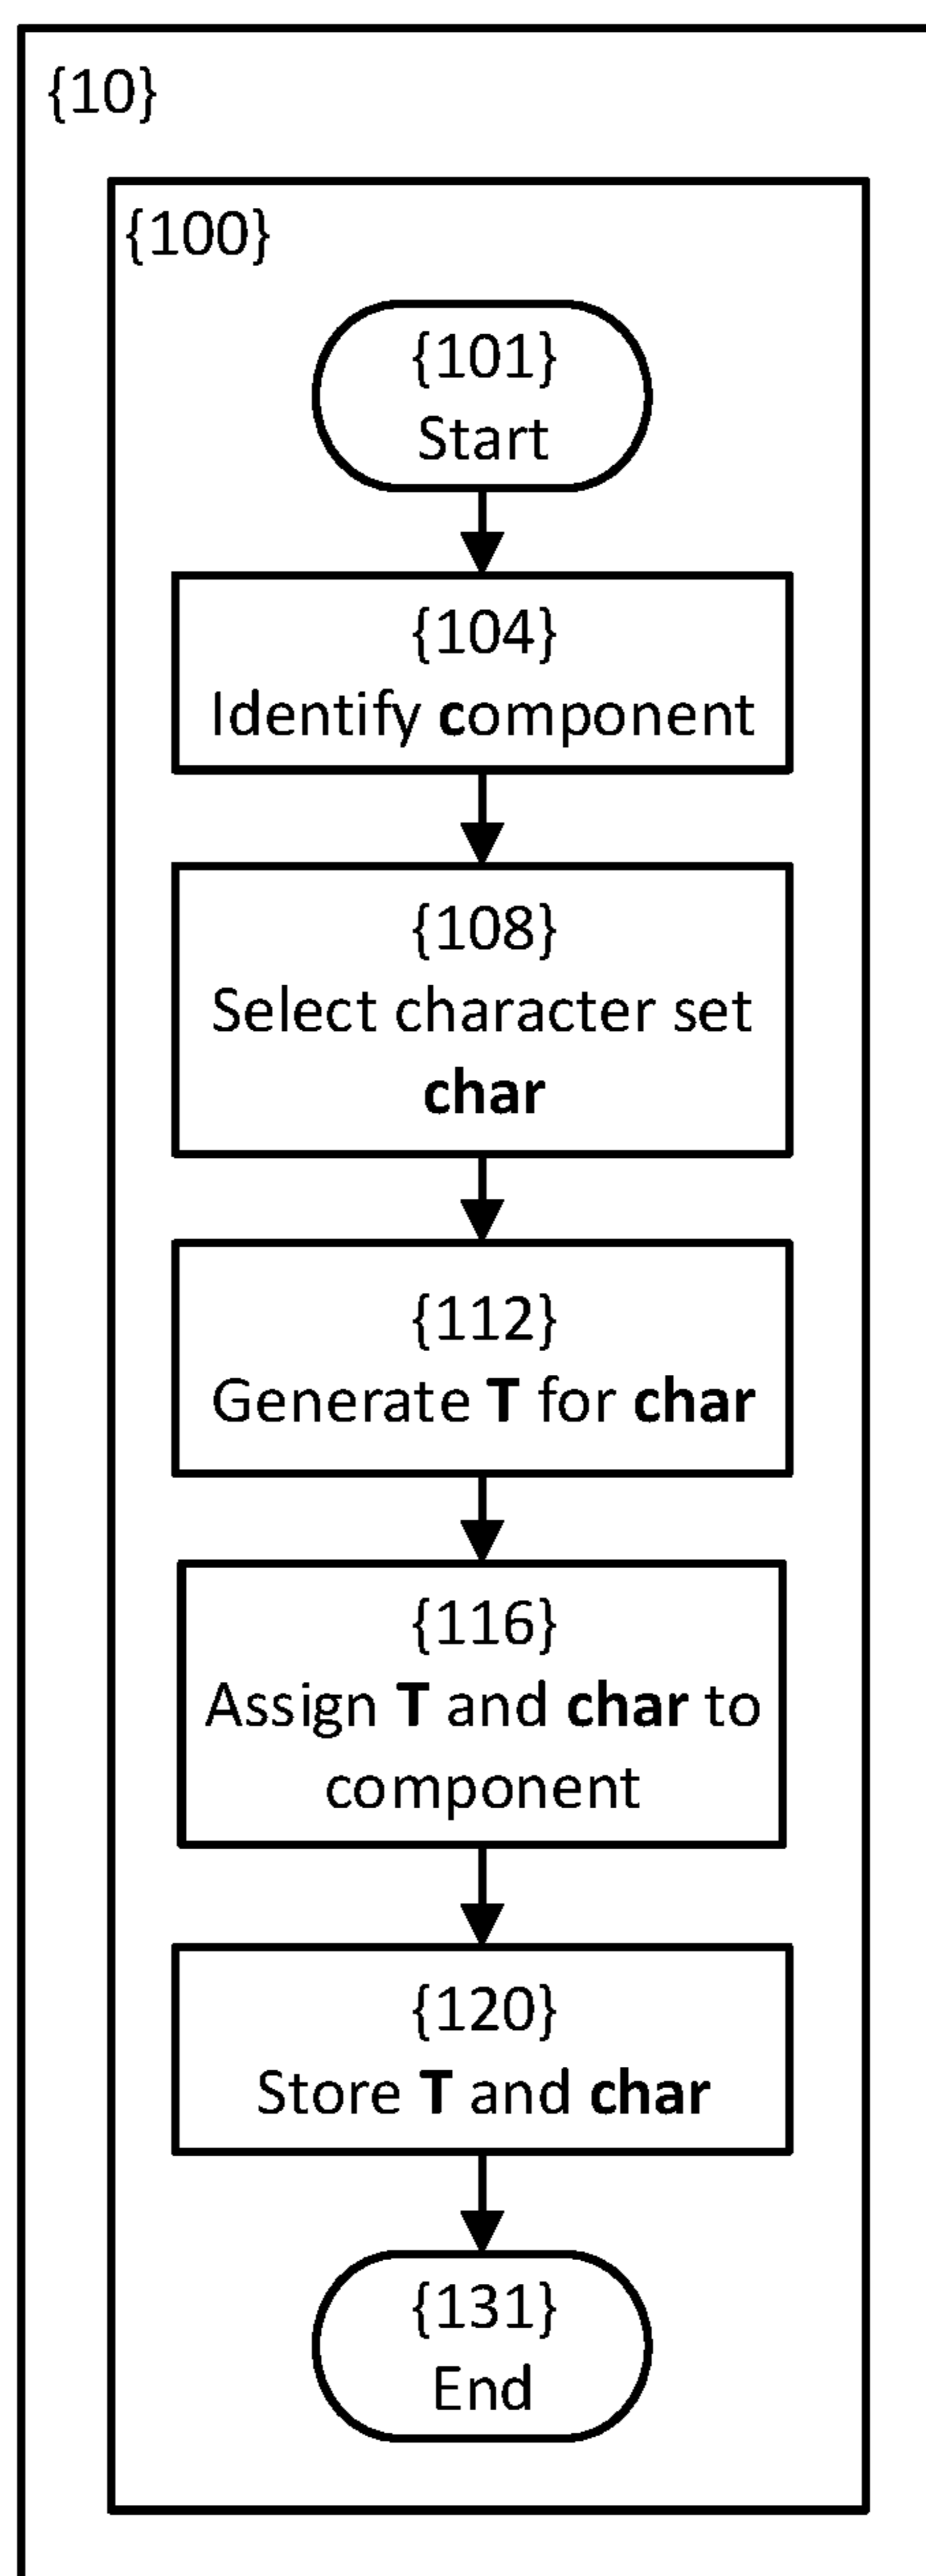 {10}
{100}
{101}
Start
{104}
Identify component
{108}
Select character set
char
{112}
Generate T for char
{116}
Assign T and char to
component
{120}
Store T and char
{131}
End